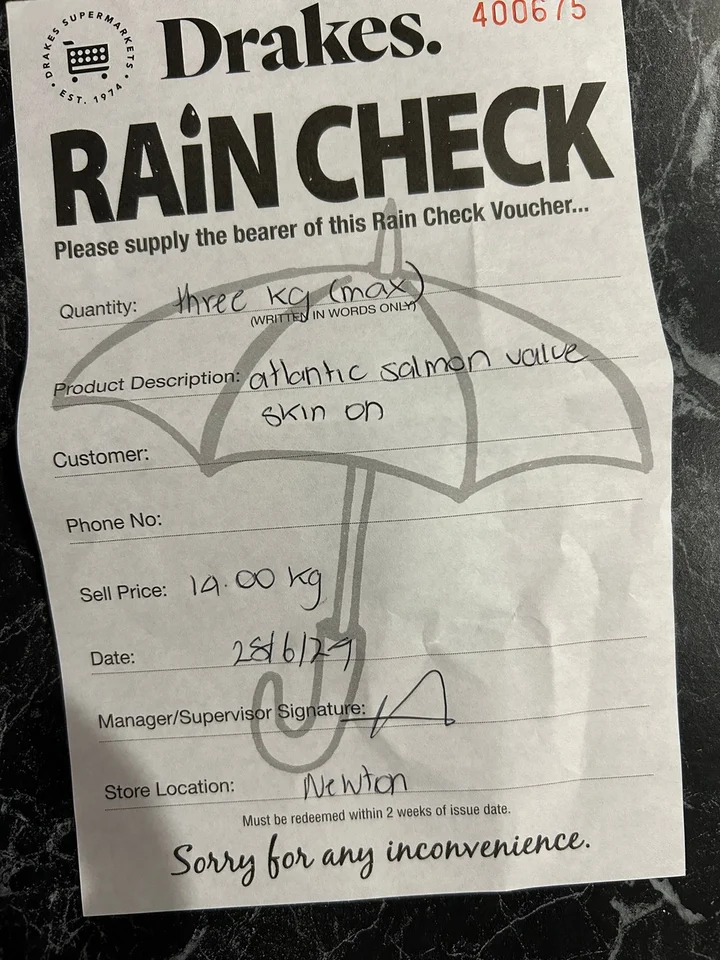 DRAKES SUPERMARKETS • EST. 1974 •
Drakes. 400675
RAiN CHECK
Please supply the bearer of this Rain Check Voucher...
Quantity: three kg (max)
(WRITTEN IN WORDS ONLY)
Product Description: atlantic salmon value
skin on
Customer:
Phone No:
Sell Price: 19.00 kg
Date: 28/6/24
Manager/Supervisor Signature:
Store Location: Newton
Must be redeemed within 2 weeks of issue date.
Sorry for any inconvenience.